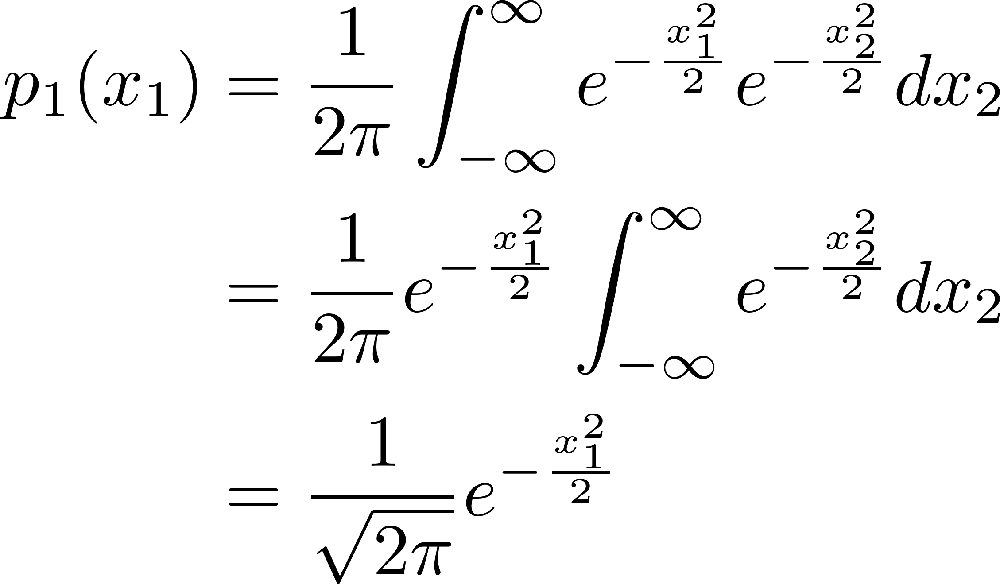 p_1(x_1) = \frac{1}{2\pi} \int_{-\infty}^{\infty} e^{-\frac{x_1^2}{2}} e^{-\frac{x_2^2}{2}} dx_2
= \frac{1}{2\pi} e^{-\frac{x_1^2}{2}} \int_{-\infty}^{\infty} e^{-\frac{x_2^2}{2}} dx_2
= \frac{1}{\sqrt{2\pi}} e^{-\frac{x_1^2}{2}}